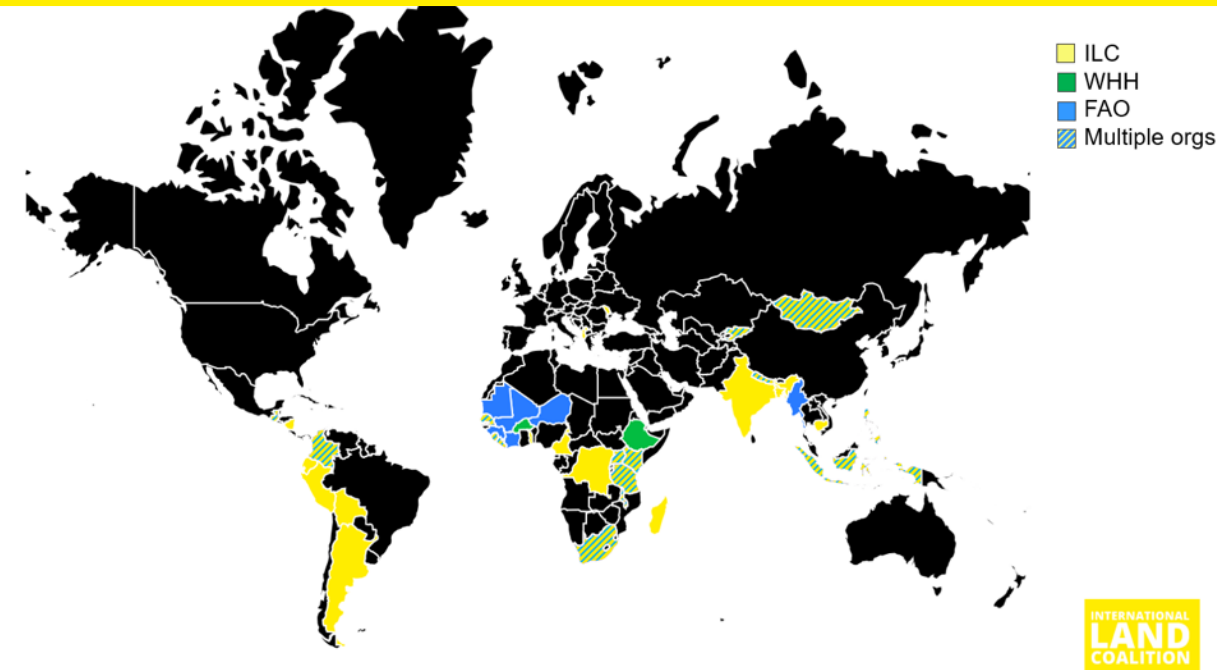 ILC
WHH
FAO
Multiple orgs
INTERNATIONAL
LAND
COALITION